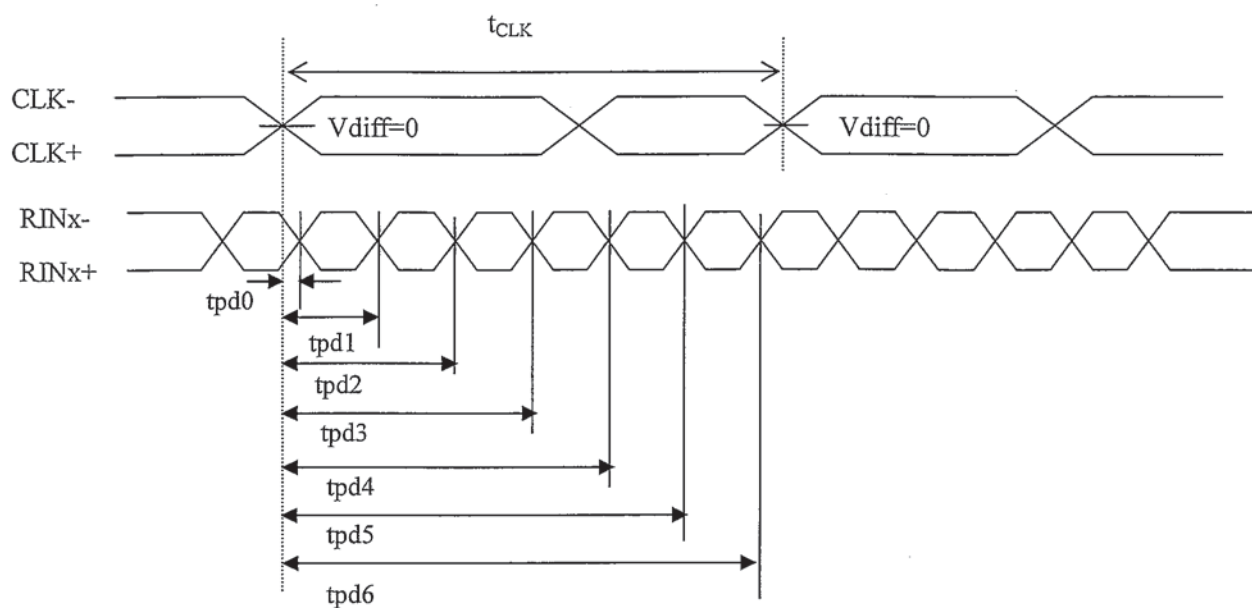 tCLK
CLK-
Vdiff=0
Vdiff=0
CLK+
RINx-
RINx+
tpd0
tpd1
tpd2
tpd3
tpd4
tpd5
tpd6